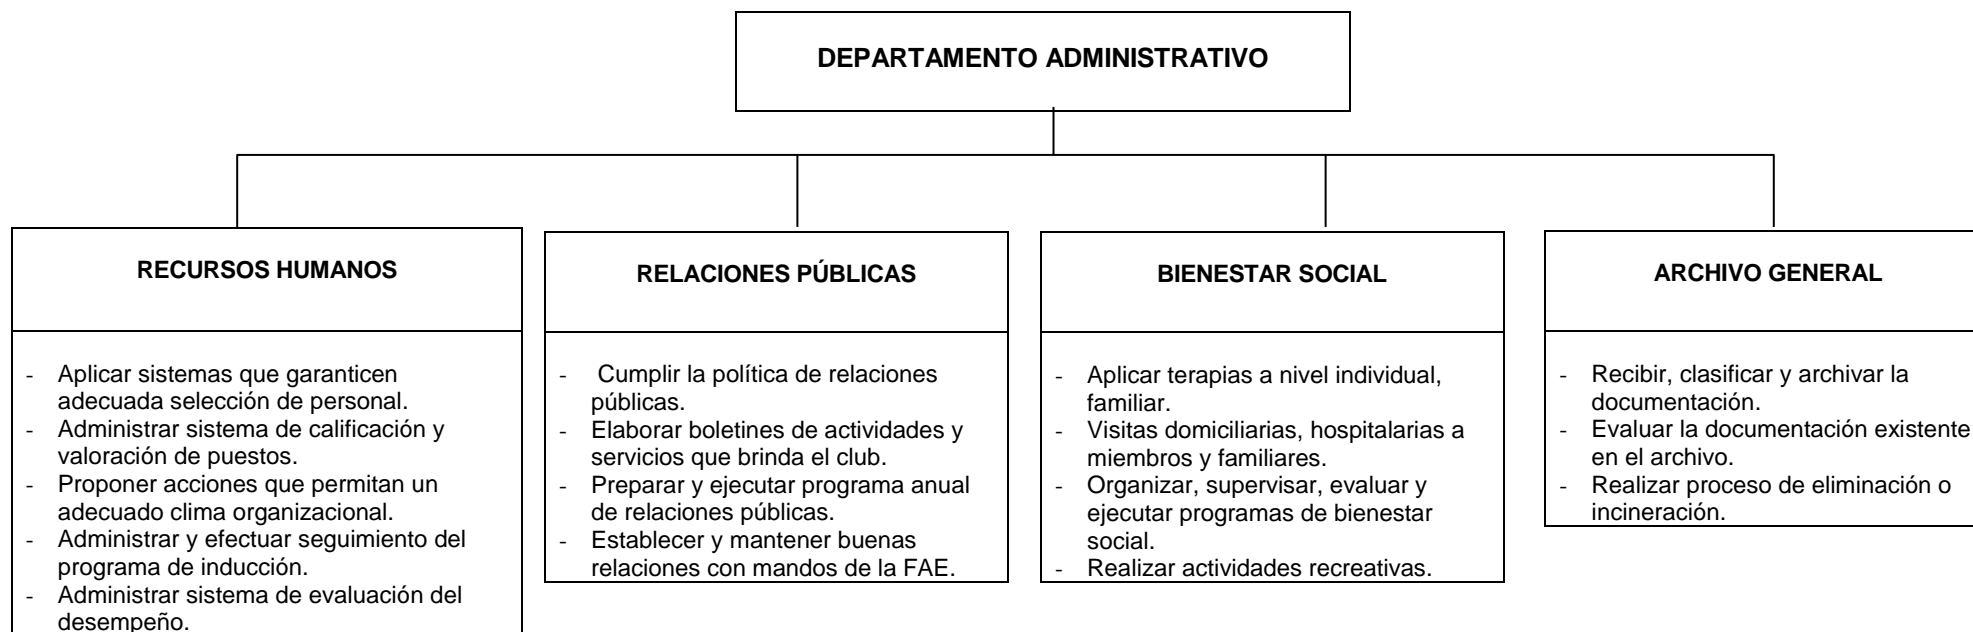 DEPARTAMENTO ADMINISTRATIVO
RECURSOS HUMANOS
- Aplicar sistemas que garanticen
adecuada selección de personal.
- Administrar sistema de calificación y
valoración de puestos.
- Proponer acciones que permitan un
adecuado clima organizacional.
- Administrar y efectuar seguimiento del
programa de inducción.
- Administrar sistema de evaluación del
desempeño.
RELACIONES PÚBLICAS
- Cumplir la política de relaciones
públicas.
- Elaborar boletines de actividades y
servicios que brinda el club.
- Preparar y ejecutar programa anual
de relaciones públicas.
- Establecer y mantener buenas
relaciones con mandos de la FAE.
BIENESTAR SOCIAL
- Aplicar terapias a nivel individual,
familiar.
- Visitas domiciliarias, hospitalarias a
miembros y familiares.
- Organizar, supervisar, evaluar y
ejecutar programas de bienestar
social.
- Realizar actividades recreativas.
ARCHIVO GENERAL
- Recibir, clasificar y archivar la
documentación.
- Evaluar la documentación existente
en el archivo.
- Realizar proceso de eliminación o
incineración.